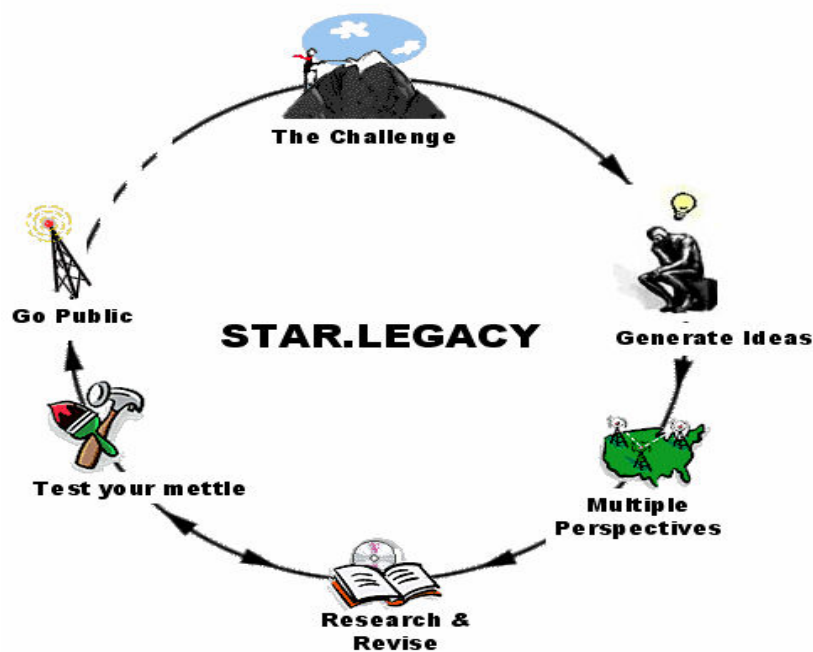 The Challenge
Generate Ideas
Multiple
Perspectives
Research &
Revise
Test your mettle
Go Public
STAR.LEGACY